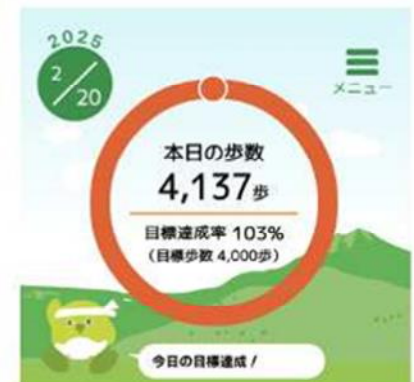 2025
2/20
メニュー
本日の歩数
4,137歩
目標達成率 103%
(目標歩数 4,000歩)
今日の目標達成!